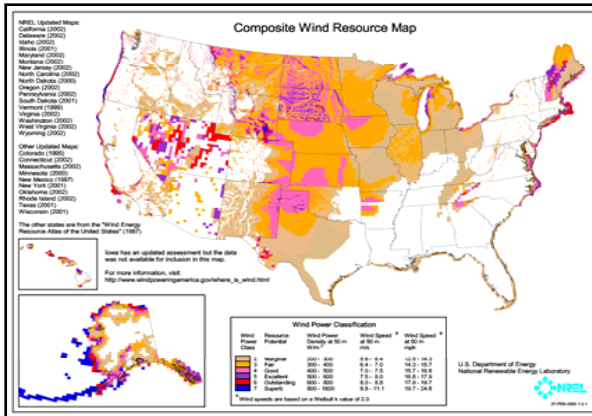 Composite Wind Resource Map
NREL Updated Maps:
California (2002)
Delaware (2002)
Idaho (2002)
Illinois (2001)
Maryland (2002)
Montana (2002)
New Jersey (2002)
North Carolina (2002)
North Dakota (2000)
Oregon (2002)
Pennsylvania (2002)
South Dakota (2001)
Vermont (1999)
Virginia (2002)
Washington (2002)
West Virginia (2002)
Wyoming (2002)
Other Updated Maps:
Colorado (1995)
Connecticut (2002)
Massachusetts (2002)
Minnesota (2000)
New Mexico (1997)
New York (2001)
Oklahoma (2002)
Rhode Island (2002)
Texas (2001)
Wisconsin (2001)
The other states are from the "Wind Energy
Resource Atlas of the United States" (1987)
Iowa has an updated assessment but the data
was not available for inclusion in this map.
For more information, visit:
http://www.windpoweringamerica.gov/where_is_wind.html
Wind Power Classification
Wind Power Class
Resource Potential
Wind Power Density at 50 m W/m²
Wind Speed a at 50 m m/s
Wind Speed a at 50 m mph
2 Marginal 200 - 300 5.6 - 6.4 12.5 - 14.3
3 Fair 300 - 400 6.4 - 7.0 14.3 - 15.7
4 Good 400 - 500 7.0 - 7.5 15.7 - 16.8
5 Excellent 500 - 600 7.5 - 8.0 16.8 - 17.9
6 Outstanding 600 - 800 8.0 - 8.8 17.9 - 19.7
7 Superb 800 - 1600 8.8 - 11.1 19.7 - 24.8
a Wind speeds are based on a Weibull k value of 2.0
U.S. Department of Energy
National Renewable Energy Laboratory
NREL